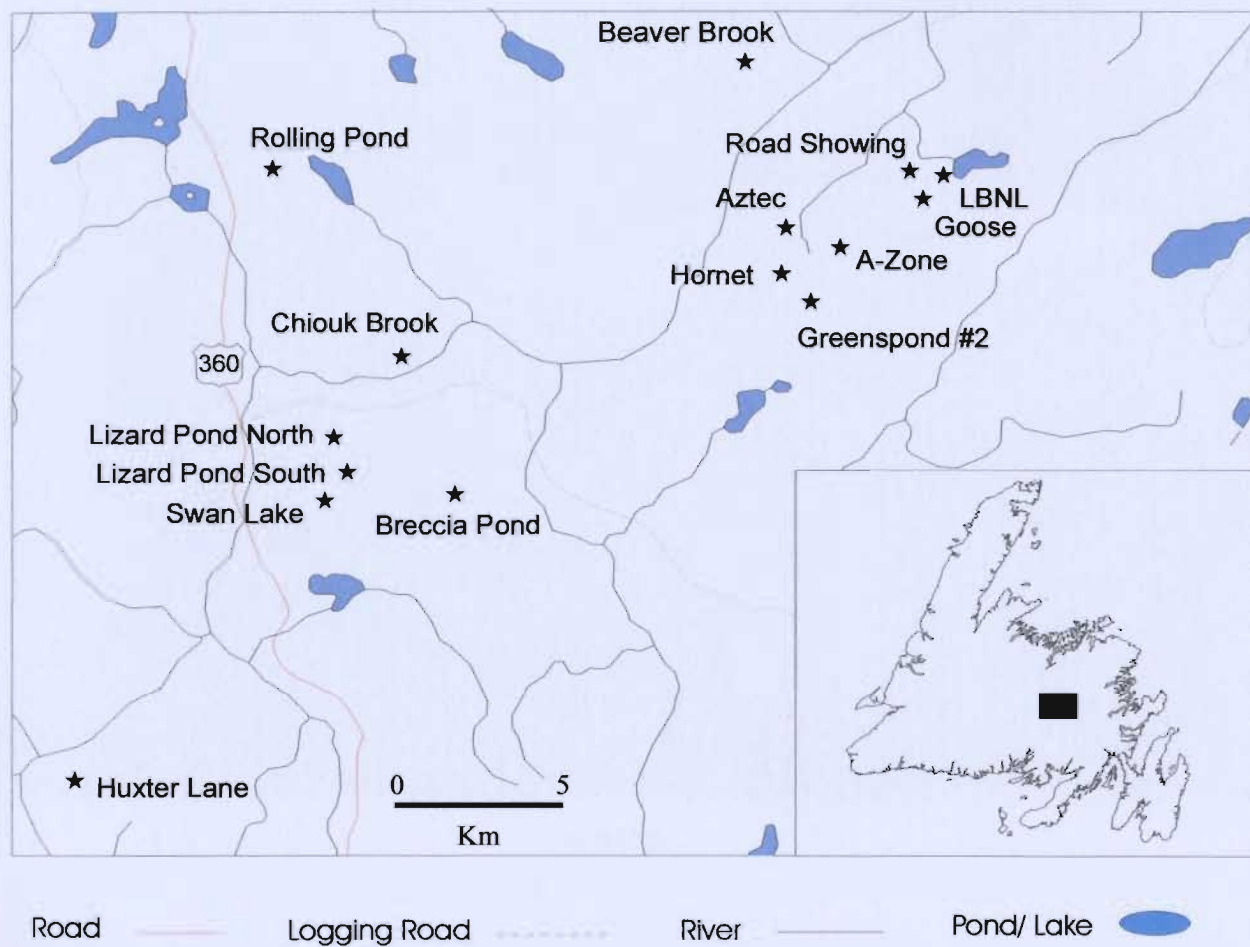 Beaver Brook
Rolling Pond
Road Showing
Aztec
LBNL
Goose
A-Zone
Hornet
Chiouk Brook
Greenspond #2
360
Lizard Pond North
Lizard Pond South
Swan Lake
Breccia Pond
Huxter Lane
0 5
Km
Road
Logging Road
River
Pond/ Lake